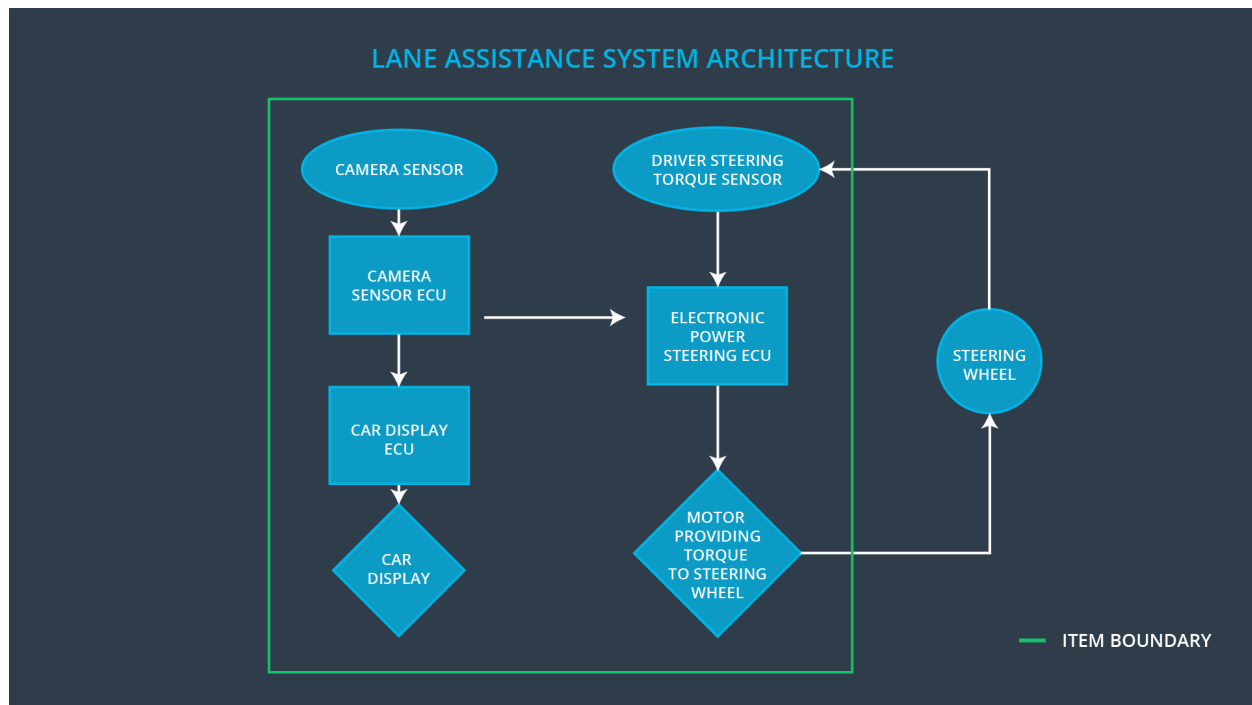 LANE ASSISTANCE SYSTEM ARCHITECTURE
CAMERA SENSOR
DRIVER STEERING
TORQUE SENSOR
CAMERA
SENSOR ECU
ELECTRONIC
POWER
STEERING ECU
STEERING
WHEEL
CAR DISPLAY
ECU
MOTOR
PROVIDING
TORQUE
TO STEERING
WHEEL
CAR
DISPLAY
ITEM BOUNDARY